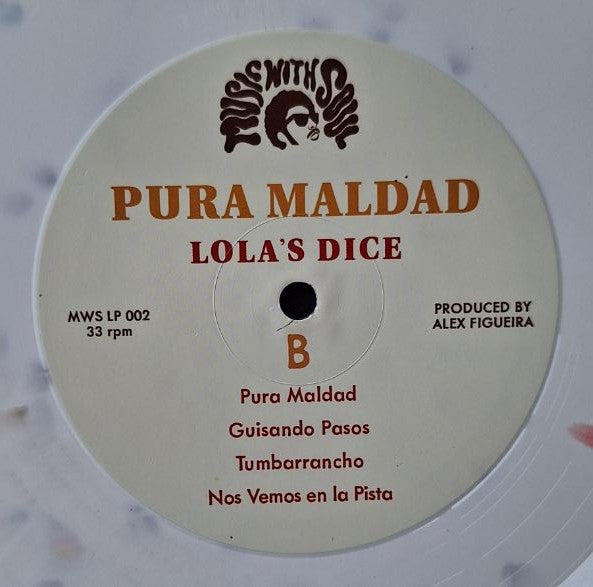 MUSIC WITH SOUL
PURA MALDAD
LOLA'S DICE
MWS LP 002
33 rpm
PRODUCED BY
ALEX FIGUEIRA
B
Pura Maldad
Guisando Pasos
Tumbarrancho
Nos Vemos en la Pista